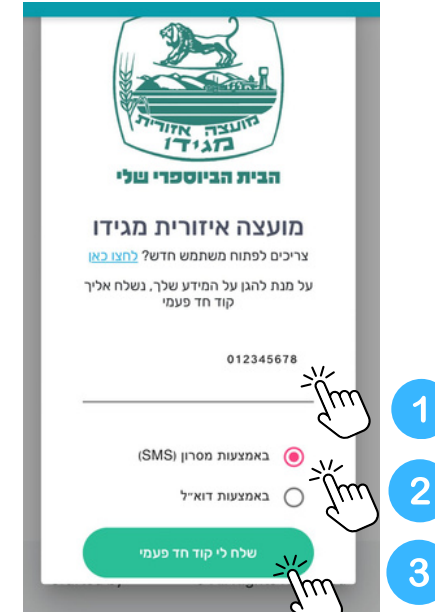 מועצה אזורית
מגידו
הבית הביוספרי שלי
מועצה איזורית מגידו
צריכים לפתוח משתמש חדש? לחצו כאן
על מנת להגן על המידע שלך, נשלח אליך
קוד חד פעמי
012345678
1
באמצעות מסרון (SMS)
2
באמצעות דוא״ל
שלח לי קוד חד פעמי
3